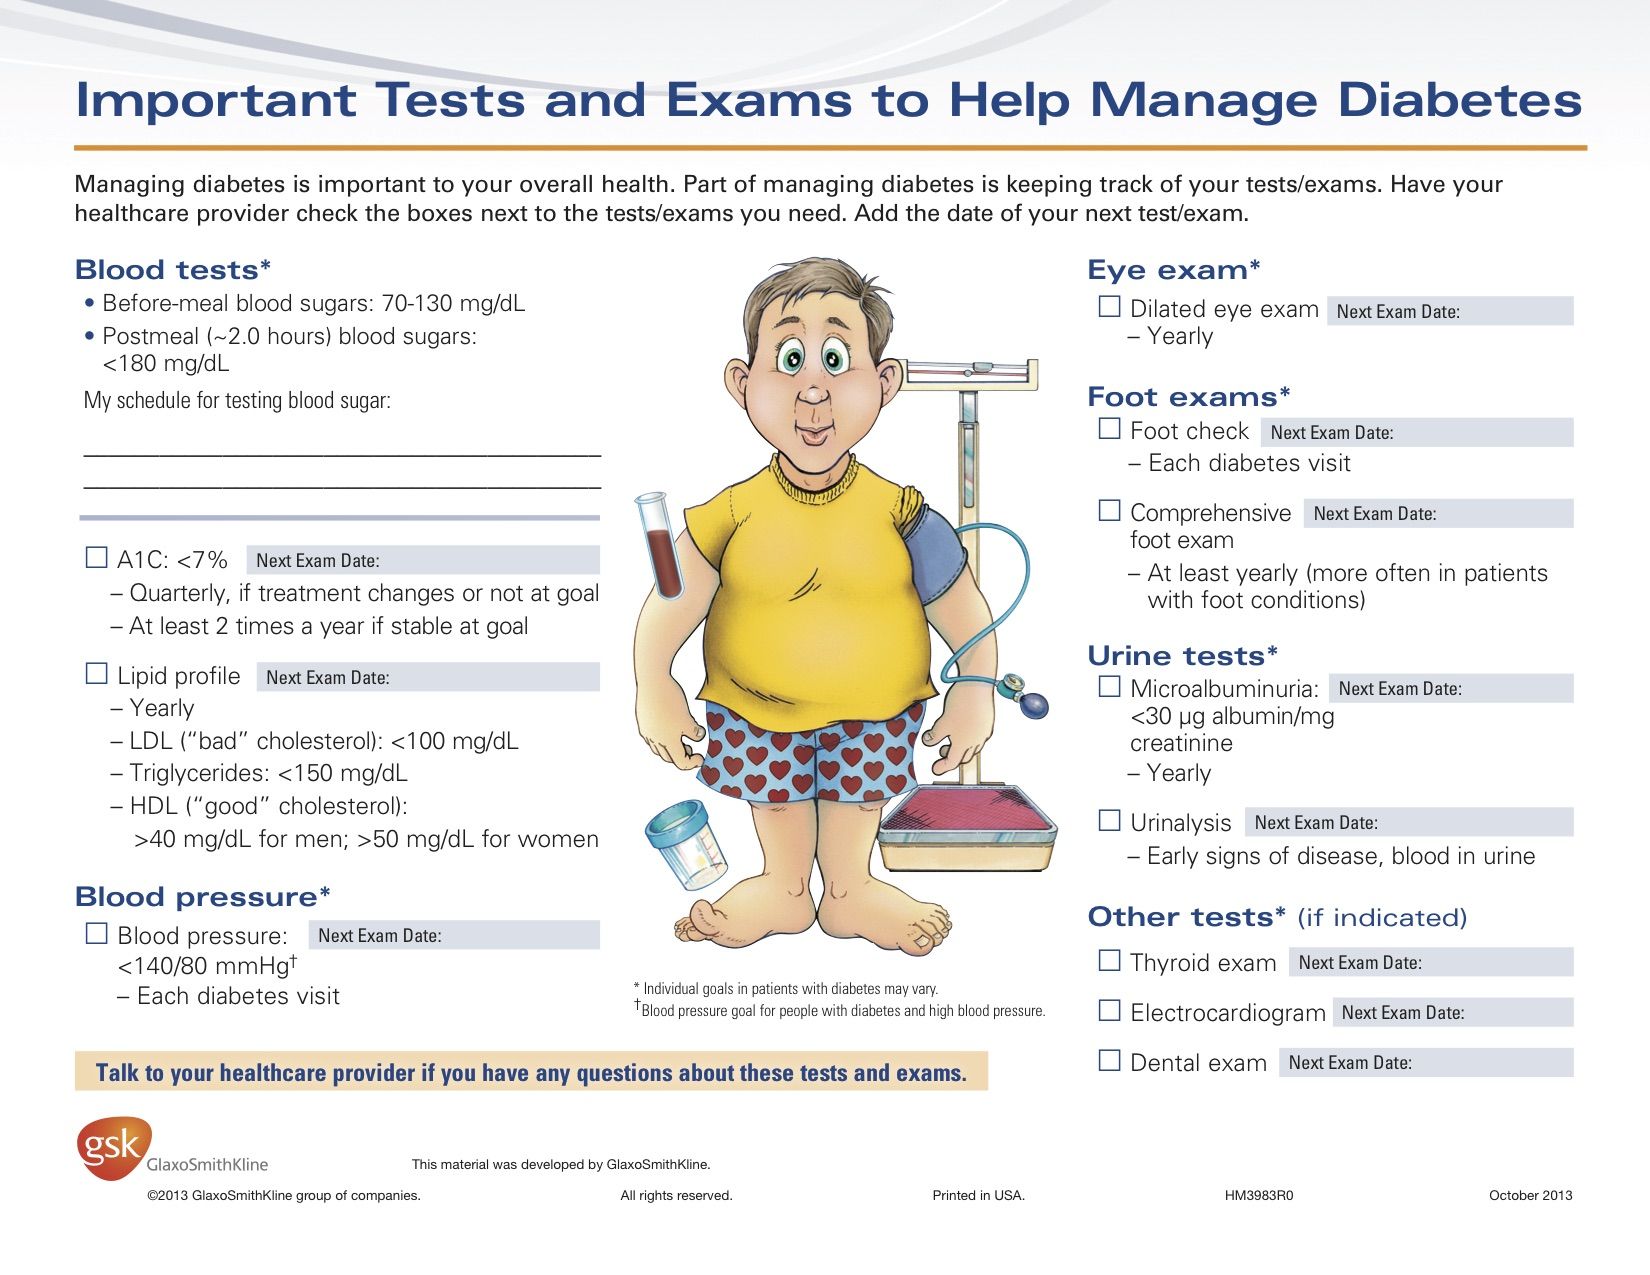 Important Tests and Exams to Help Manage Diabetes
Managing diabetes is important to your overall health. Part of managing diabetes is keeping track of your tests/exams. Have your
healthcare provider check the boxes next to the tests/exams you need. Add the date of your next test/exam.
Blood tests*
• Before-meal blood sugars: 70-130 mg/dL
• Postmeal (~2.0 hours) blood sugars:
<180 mg/dL
My schedule for testing blood sugar:
A1C: <7% Next Exam Date:
– Quarterly, if treatment changes or not at goal
– At least 2 times a year if stable at goal
Lipid profile Next Exam Date:
– Yearly
– LDL (“bad” cholesterol): <100 mg/dL
– Triglycerides: <150 mg/dL
– HDL (“good” cholesterol):
>40 mg/dL for men; >50 mg/dL for women
Blood pressure*
Blood pressure: Next Exam Date:
<140/80 mmHg†
– Each diabetes visit
* Individual goals in patients with diabetes may vary.
†Blood pressure goal for people with diabetes and high blood pressure.
Eye exam*
Dilated eye exam Next Exam Date:
– Yearly
Foot exams*
Foot check Next Exam Date:
– Each diabetes visit
Comprehensive Next Exam Date:
foot exam
– At least yearly (more often in patients
with foot conditions)
Urine tests*
Microalbuminuria: Next Exam Date:
<30 µg albumin/mg
creatinine
– Yearly
Urinalysis Next Exam Date:
– Early signs of disease, blood in urine
Other tests* (if indicated)
Thyroid exam Next Exam Date:
Electrocardiogram Next Exam Date:
Dental exam Next Exam Date:
Talk to your healthcare provider if you have any questions about these tests and exams.
gsk
GlaxoSmithKline
This material was developed by GlaxoSmithKline.
©2013 GlaxoSmithKline group of companies. All rights reserved. Printed in USA. HM3983R0 October 2013